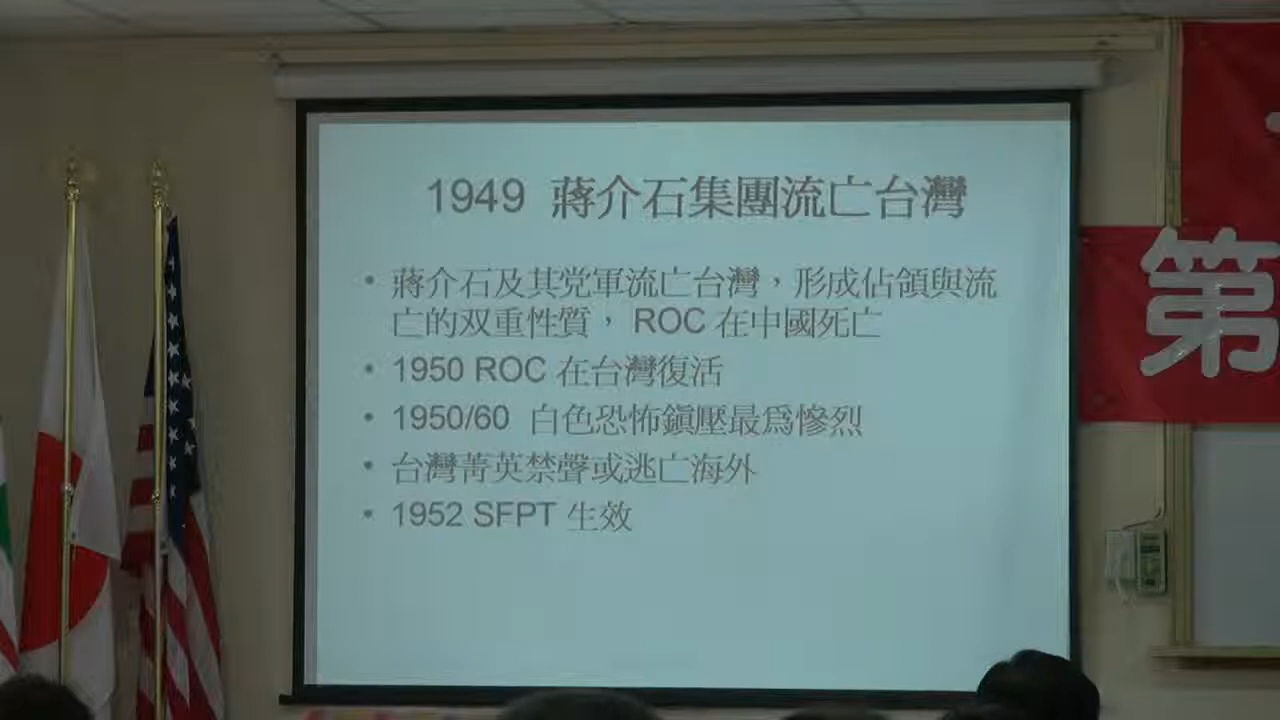 1949 蔣介石集團流亡台灣
• 蔣介石及其党軍流亡台灣，形成佔領與流
亡的双重性質， ROC 在中國死亡
• 1950 ROC 在台灣復活
• 1950/60 白色恐怖鎮壓最為慘烈
• 台灣菁英禁聲或逃亡海外
• 1952 SFPT 生效
第